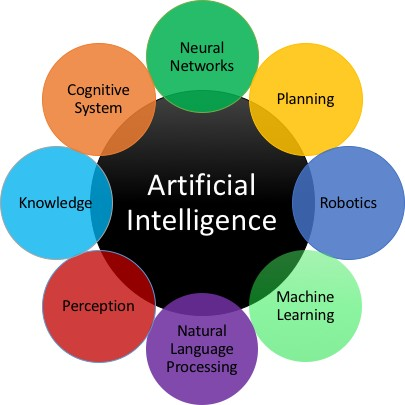 Neural
Networks
Cognitive
System
Planning
Knowledge
Artificial
Intelligence
Robotics
Perception
Machine
Learning
Natural
Language
Processing